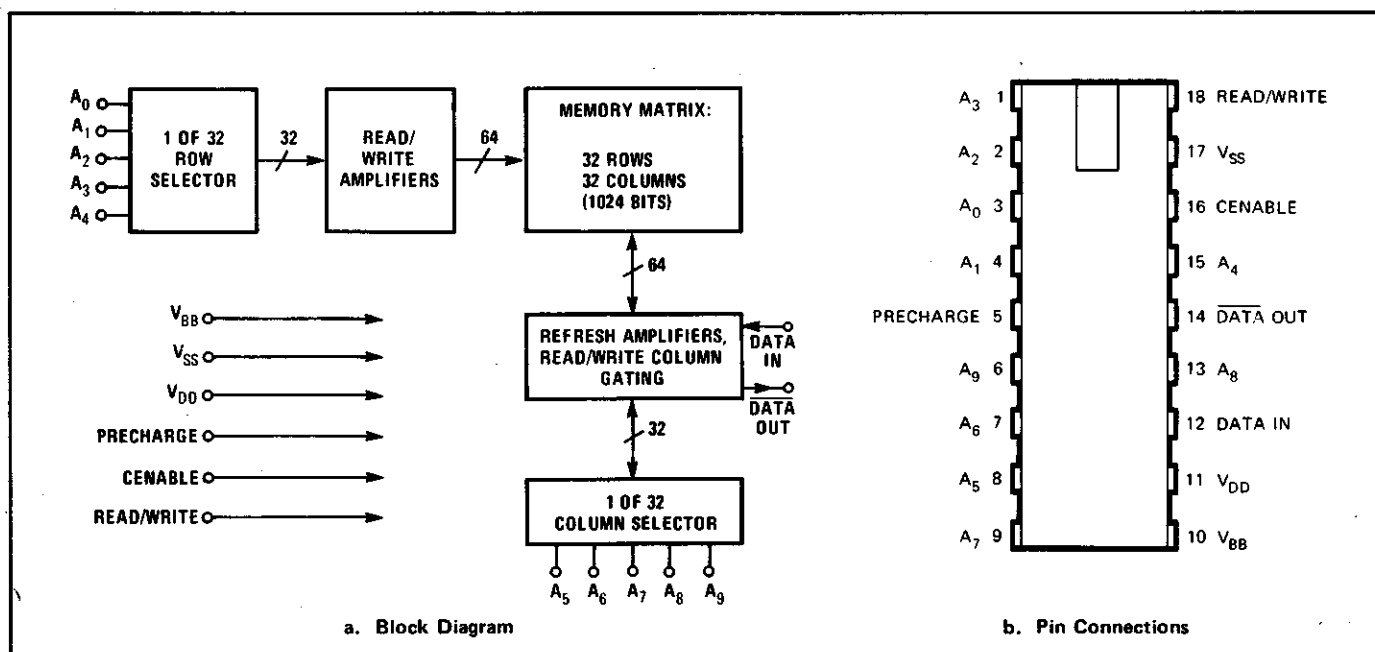 A0
A1
A2
A3
A4
1 OF 32
ROW
SELECTOR
32
READ/
WRITE
AMPLIFIERS
64
MEMORY MATRIX:
32 ROWS
32 COLUMNS
(1024 BITS)
64
VBB
VSS
VDD
PRECHARGE
CENABLE
READ/WRITE
REFRESH AMPLIFIERS,
READ/WRITE COLUMN
GATING
DATA
IN
DATA
OUT
32
1 OF 32
COLUMN SELECTOR
A5 A6 A7 A8 A9
a. Block Diagram
A3 1
A2 2
A0 3
A1 4
PRECHARGE 5
A9 6
A6 7
A5 8
A7 9
18 READ/WRITE
17 VSS
16 CENABLE
15 A4
14 DATA OUT
13 A8
12 DATA IN
11 VDD
10 VBB
b. Pin Connections